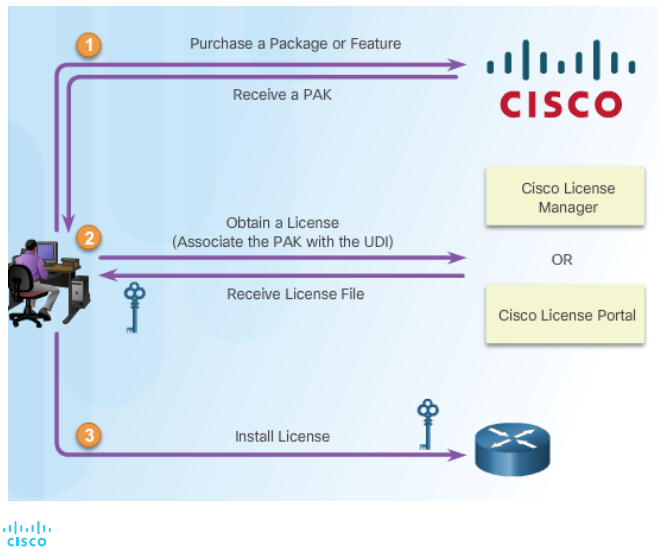 1
Purchase a Package or Feature
Receive a PAK
CISCO
Cisco License
Manager
2
Obtain a License
(Associate the PAK with the UDI)
OR
Receive License File
Cisco License Portal
3
Install License
CISCO